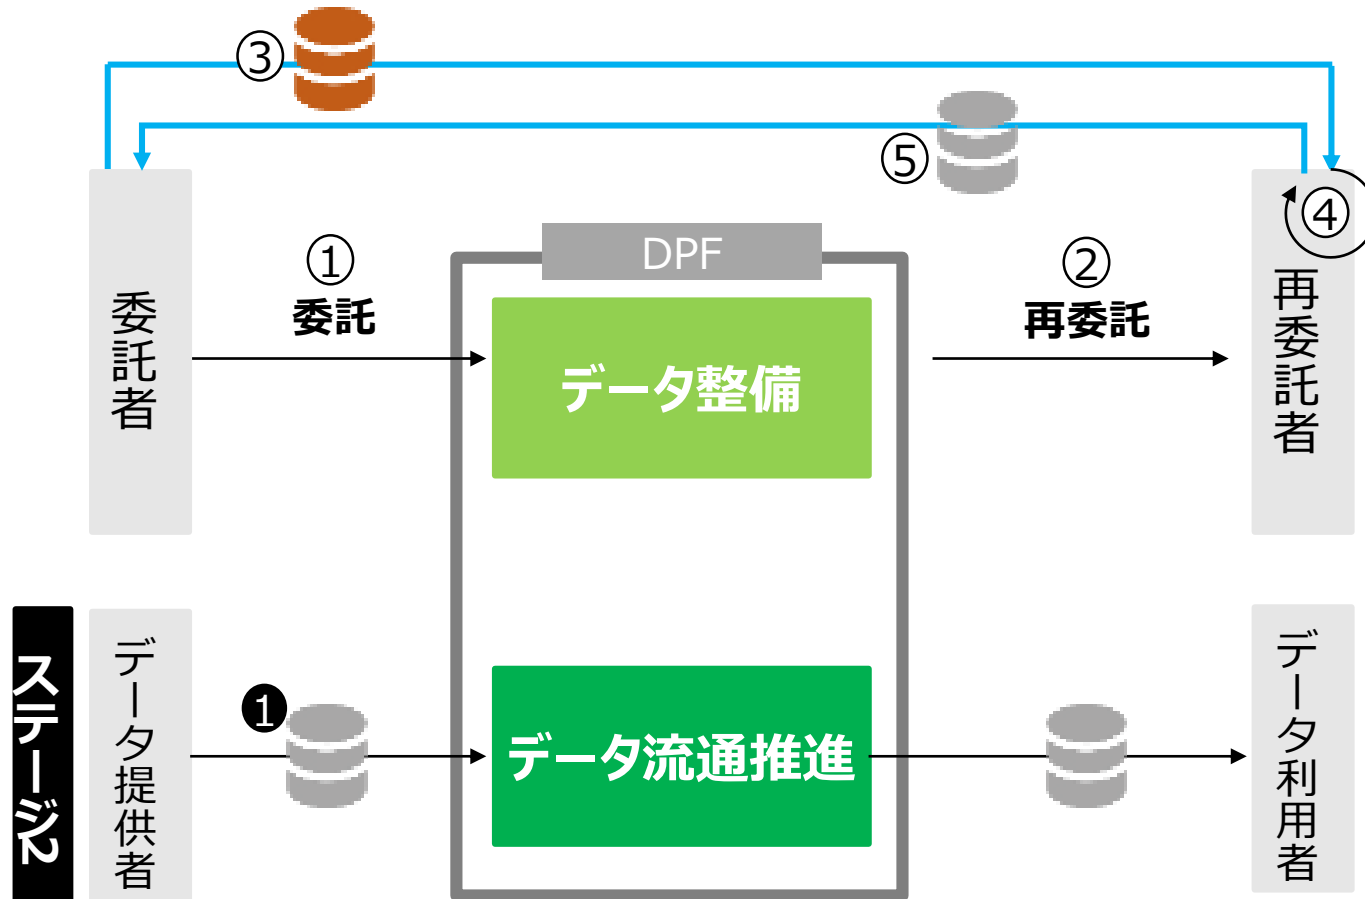 ③
⑤
④
DPF
①
委託
②
再委託
委託者
データ整備
再委託者
ステージ2
データ提供者
❶
データ流通推進
データ利用者